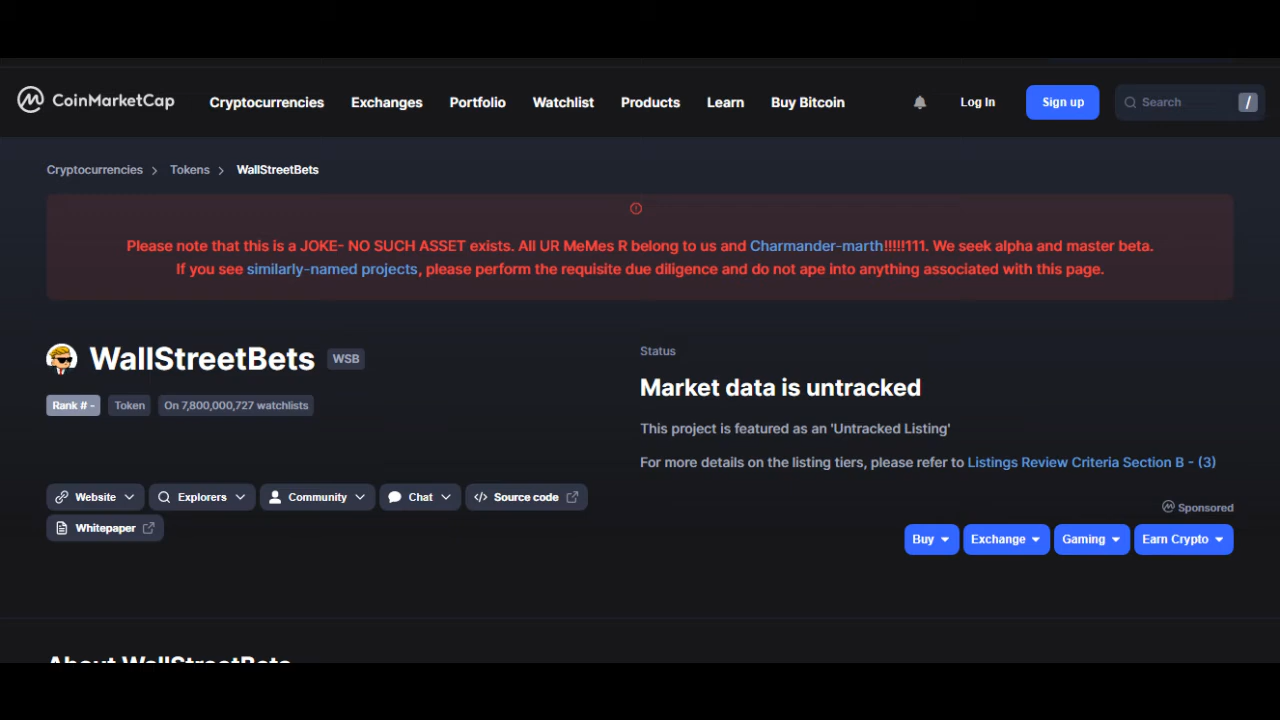 CoinMarketCap Cryptocurrencies Exchanges Portfolio Watchlist Products Learn Buy Bitcoin Log In Sign up Search /
Cryptocurrencies > Tokens > WallStreetBets
Please note that this is a JOKE- NO SUCH ASSET exists. All UR MeMes R belong to us and Charmander-marth!!!!!111. We seek alpha and master beta.
If you see similarly-named projects, please perform the requisite due diligence and do not ape into anything associated with this page.
WallStreetBets WSB
Rank # - Token On 7,800,000,727 watchlists
Status
Market data is untracked
This project is featured as an 'Untracked Listing'
For more details on the listing tiers, please refer to Listings Review Criteria Section B - (3)
Website Explorers Community Chat Source code
Whitepaper
Sponsored
Buy Exchange Gaming Earn Crypto
About WallStreetBets